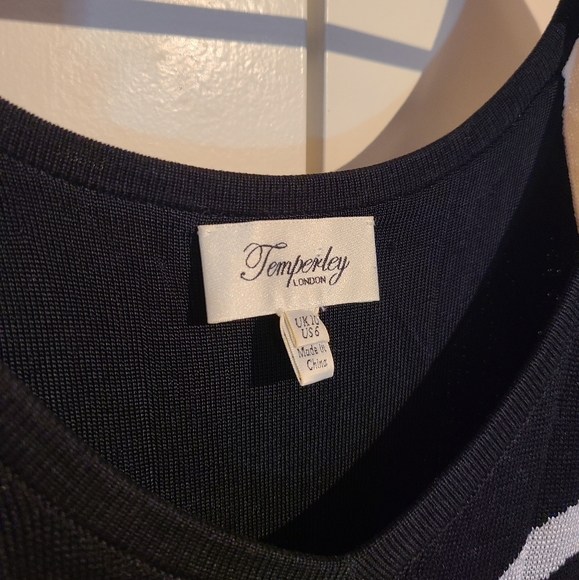 Temperley
LONDON
UK 10
US 6
Made in
China